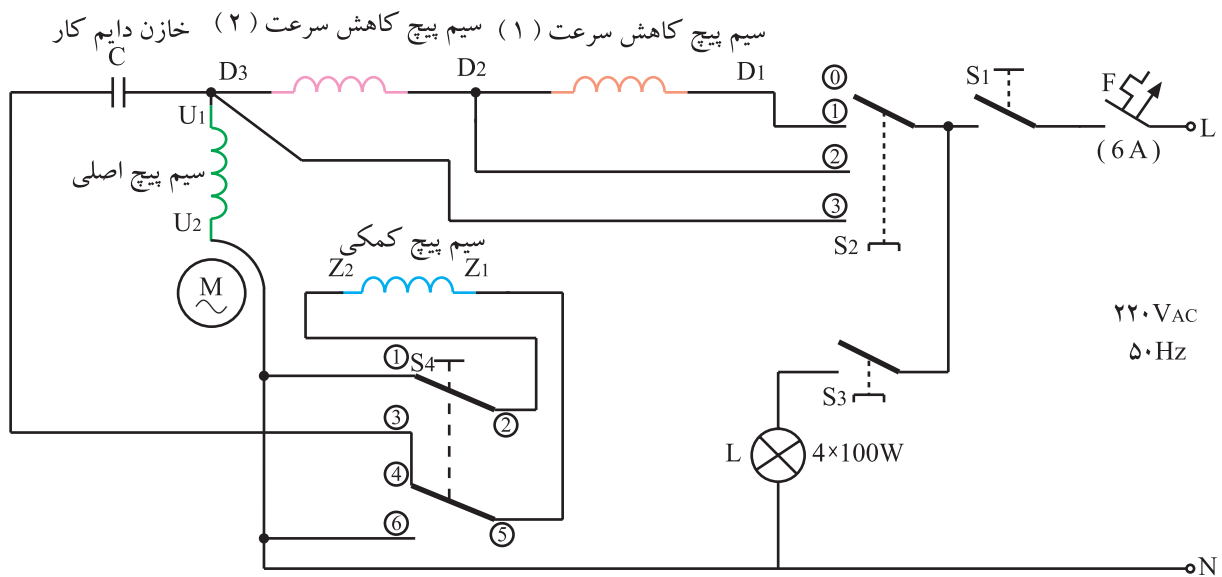 خازن دایم کار
سیم پیچ کاهش سرعت (۲)
سیم پیچ کاهش سرعت (۱)
C
D3
D2
D1
⓪
S1
F
①
L
(6A)
U1
②
سیم پیچ اصلی
③
U2
S2
سیم پیچ کمکی
Z2
Z1
M
۲۲۰VAC
۵۰Hz
①
S4
S3
③
②
L
4×100W
④
⑥
⑤
N